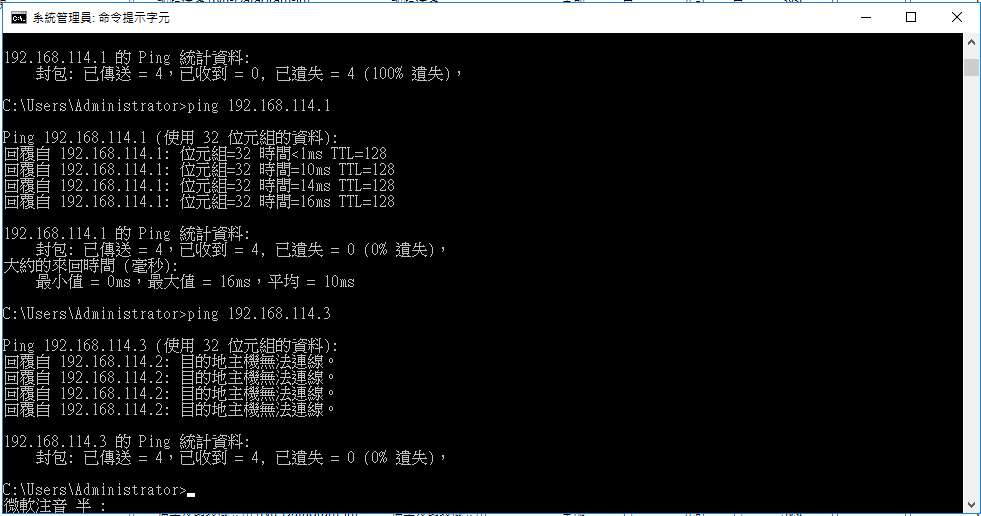 系統管理員: 命令提示字元
192.168.114.1 的 Ping 統計資料:
封包: 已傳送 = 4，已收到 = 0, 已遺失 = 4 (100% 遺失)，
C:\Users\Administrator>ping 192.168.114.1
Ping 192.168.114.1 (使用 32 位元組的資料):
回覆自 192.168.114.1: 位元組=32 時間<1ms TTL=128
回覆自 192.168.114.1: 位元組=32 時間=10ms TTL=128
回覆自 192.168.114.1: 位元組=32 時間=14ms TTL=128
回覆自 192.168.114.1: 位元組=32 時間=16ms TTL=128
192.168.114.1 的 Ping 統計資料:
封包: 已傳送 = 4，已收到 = 4, 已遺失 = 0 (0% 遺失)，
大約的來回時間 (毫秒):
最小值 = 0ms，最大值 = 16ms，平均 = 10ms
C:\Users\Administrator>ping 192.168.114.3
Ping 192.168.114.3 (使用 32 位元組的資料):
回覆自 192.168.114.2: 目的地主機無法連線。
回覆自 192.168.114.2: 目的地主機無法連線。
回覆自 192.168.114.2: 目的地主機無法連線。
回覆自 192.168.114.2: 目的地主機無法連線。
192.168.114.3 的 Ping 統計資料:
封包: 已傳送 = 4，已收到 = 4, 已遺失 = 0 (0% 遺失)，
C:\Users\Administrator>
微軟注音 半 :